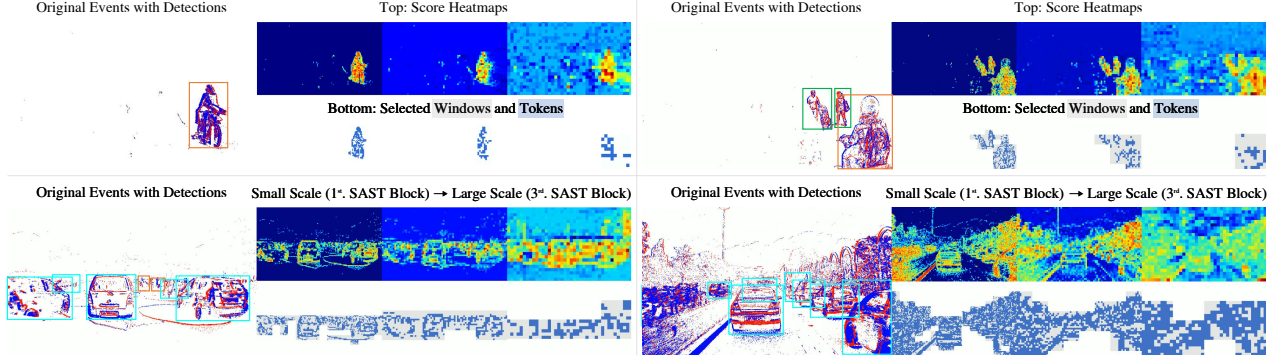 Original Events with Detections
Top: Score Heatmaps
Bottom: Selected Windows and Tokens
Original Events with Detections
Top: Score Heatmaps
Bottom: Selected Windows and Tokens
Original Events with Detections
Small Scale (1st. SAST Block) → Large Scale (3rd. SAST Block)
Original Events with Detections
Small Scale (1st. SAST Block) → Large Scale (3rd. SAST Block)